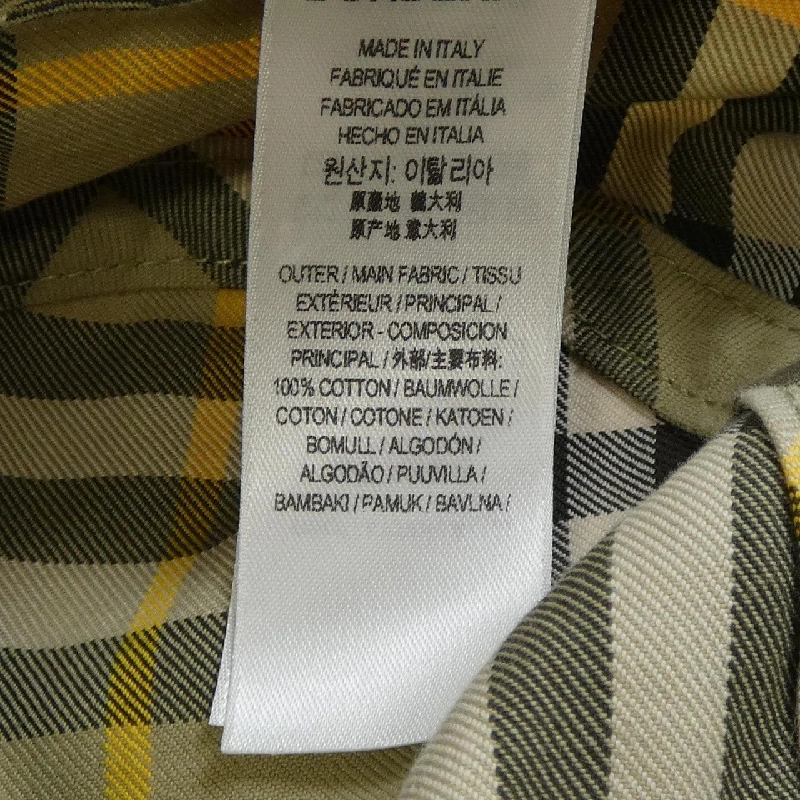 MADE IN ITALY
FABRIQUÉ EN ITALIE
FABRICADO EM ITÁLIA
HECHO EN ITALIA
원산지: 이탈리아
原產地 義大利
原产地 意大利
OUTER / MAIN FABRIC / TISSU
EXTÉRIEUR / PRINCIPAL /
EXTERIOR - COMPOSICION
PRINCIPAL / 外部/主要布料:
100% COTTON / BAUMWOLLE /
COTON / COTONE / KATOEN /
BOMULL / ALGODÓN /
ALGODÃO / PUUVILLA /
BAMBAKI / PAMUK / BAVLNA /